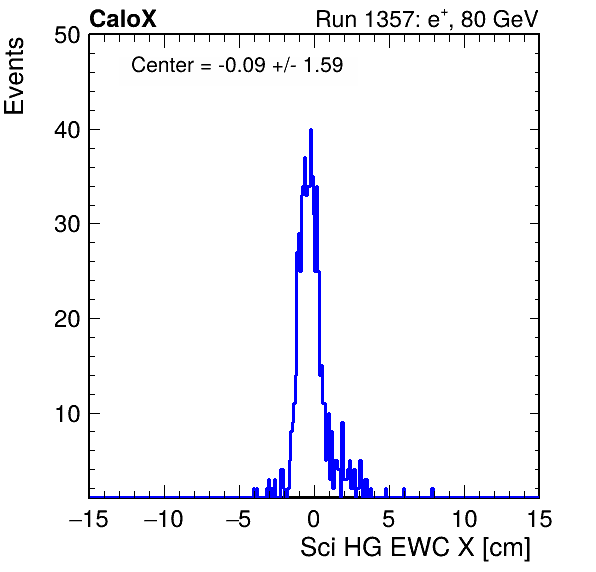 CaloX Run 1357: e⁺, 80 GeV
Events
Center = -0.09 +/- 1.59
50
40
30
20
10
−15 −10 −5 0 5 10 15
Sci HG EWC X [cm]